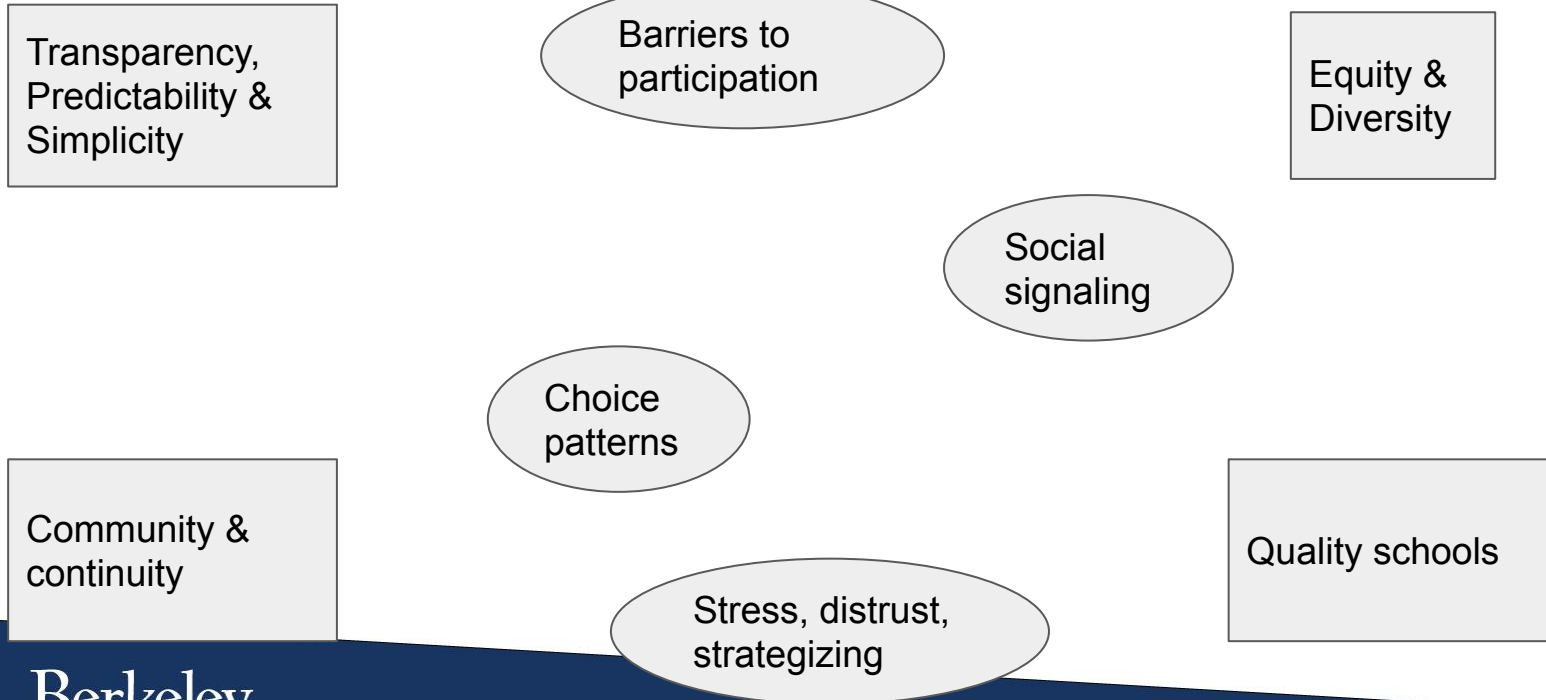 Transparency,
Predictability &
Simplicity
Barriers to
participation
Equity &
Diversity
Social
signaling
Choice
patterns
Community &
continuity
Quality schools
Stress, distrust,
strategizing
Berkeley